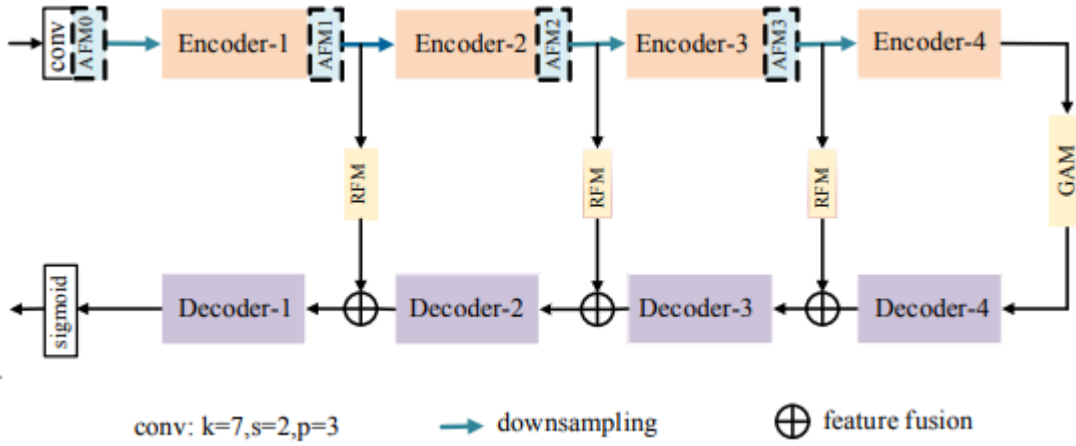 conv
AFM0
Encoder-1
AFM1
Encoder-2
AFM2
Encoder-3
AFM3
Encoder-4
RFM
RFM
RFM
GAM
sigmoid
Decoder-1
Decoder-2
Decoder-3
Decoder-4
conv: k=7,s=2,p=3
downsampling
feature fusion